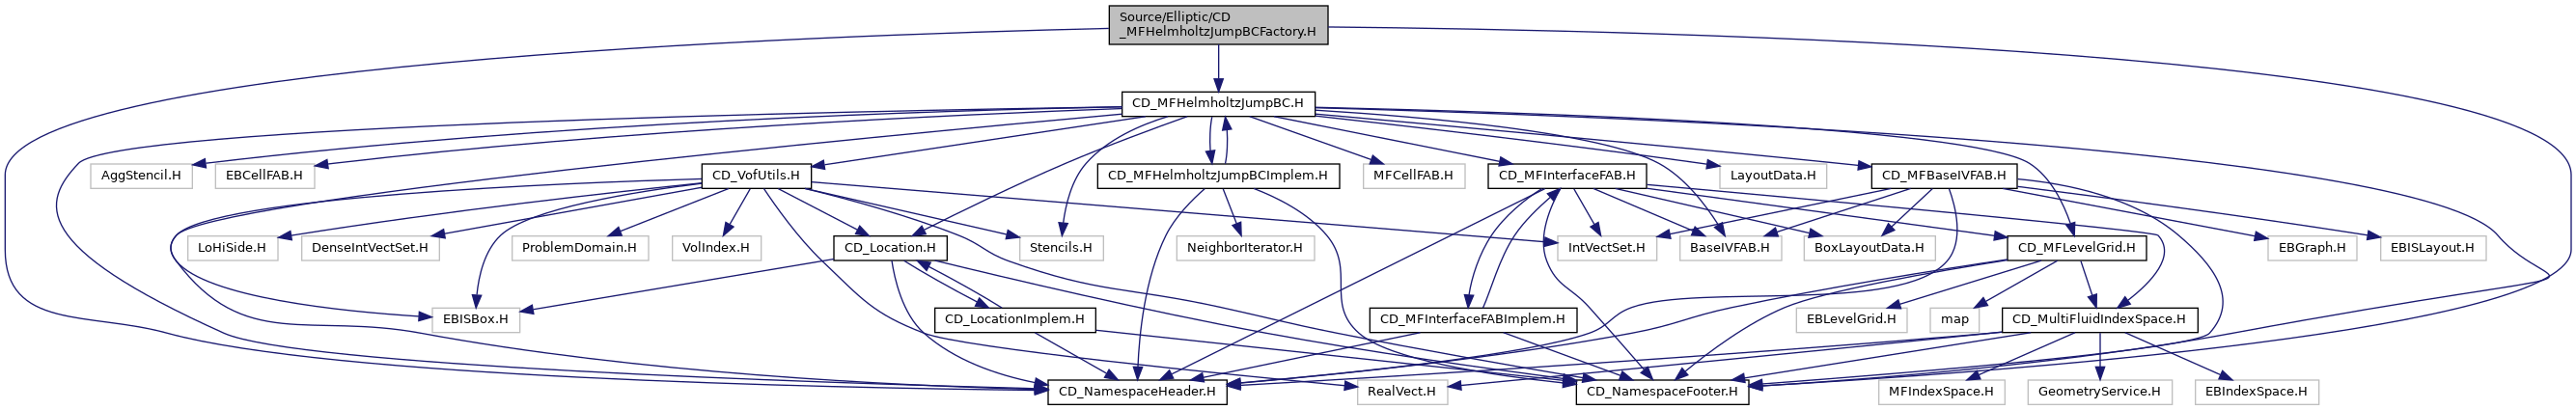 Source/Elliptic/CD
_MFHelmholtzJumpBCFactory.H
CD_MFHelmholtzJumpBC.H
AggStencil.H
EBCellFAB.H
CD_VofUtils.H
CD_MFHelmholtzJumpBCImplem.H
MFCellFAB.H
CD_MFInterfaceFAB.H
LayoutData.H
CD_MFBaseIVFAB.H
LoHiSide.H
DenseIntVectSet.H
ProblemDomain.H
VolIndex.H
CD_Location.H
Stencils.H
NeighborIterator.H
IntVectSet.H
BaseIVFAB.H
BoxLayoutData.H
CD_MFLevelGrid.H
EBGraph.H
EBISLayout.H
EBISBox.H
CD_LocationImplem.H
CD_MFInterfaceFABImplem.H
EBLevelGrid.H
map
CD_MultiFluidIndexSpace.H
CD_NamespaceHeader.H
RealVect.H
CD_NamespaceFooter.H
MFIndexSpace.H
GeometryService.H
EBIndexSpace.H